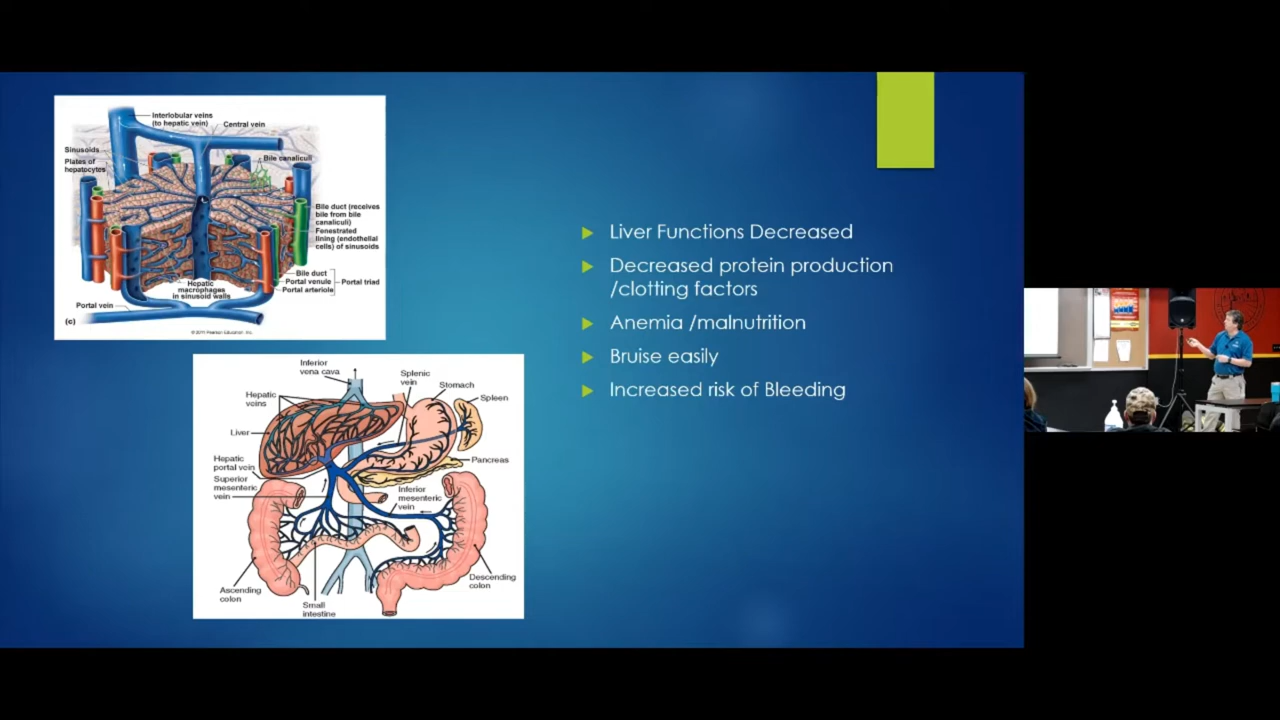 Interlobular veins
(to hepatic vein)
Central vein
Sinusoids
Plates of
hepatocytes
Bile canaliculi
Bile duct (receives
bile from bile
canaliculi)
Fenestrated
lining (endothelial
cells) of sinusoids
Bile duct
Portal venule
Portal arteriole
Portal triad
Hepatic
macrophages
in sinusoid walls
Portal vein
(c)
© 2011 Pearson Education, Inc.
Inferior
vena cava
Splenic
vein
Stomach
Spleen
Hepatic
veins
Liver
Hepatic
portal vein
Superior
mesenteric
vein
Pancreas
Inferior
mesenteric
vein
Ascending
colon
Small
intestine
Descending
colon
Liver Functions Decreased
Decreased protein production
/clotting factors
Anemia /malnutrition
Bruise easily
Increased risk of Bleeding